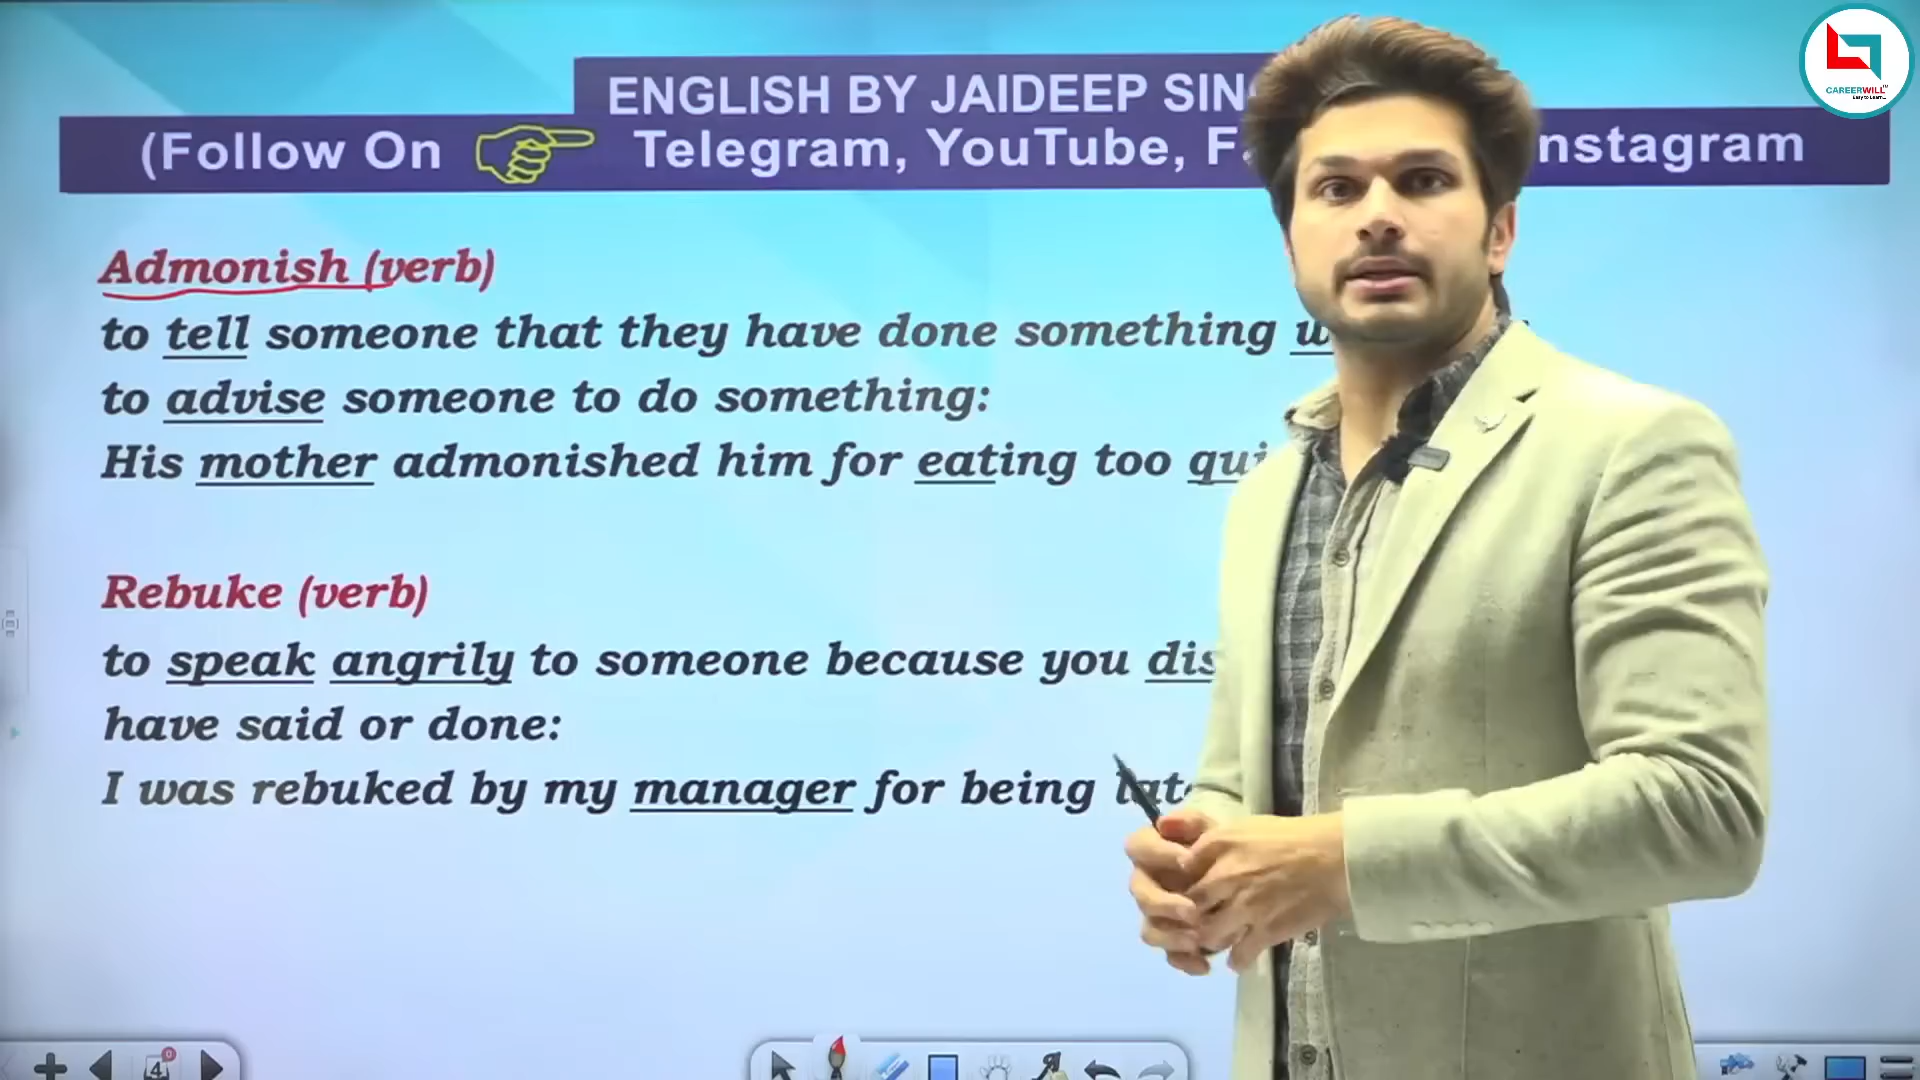 ENGLISH BY JAIDEEP
(Follow On Telegram, YouTube, nstagram
Admonish (verb)
to tell someone that they have done something
to advise someone to do something:
His mother admonished him for eating too
Rebuke (verb)
to speak angrily to someone because you
have said or done:
I was rebuked by my manager for being
4
0
CAREERWILL